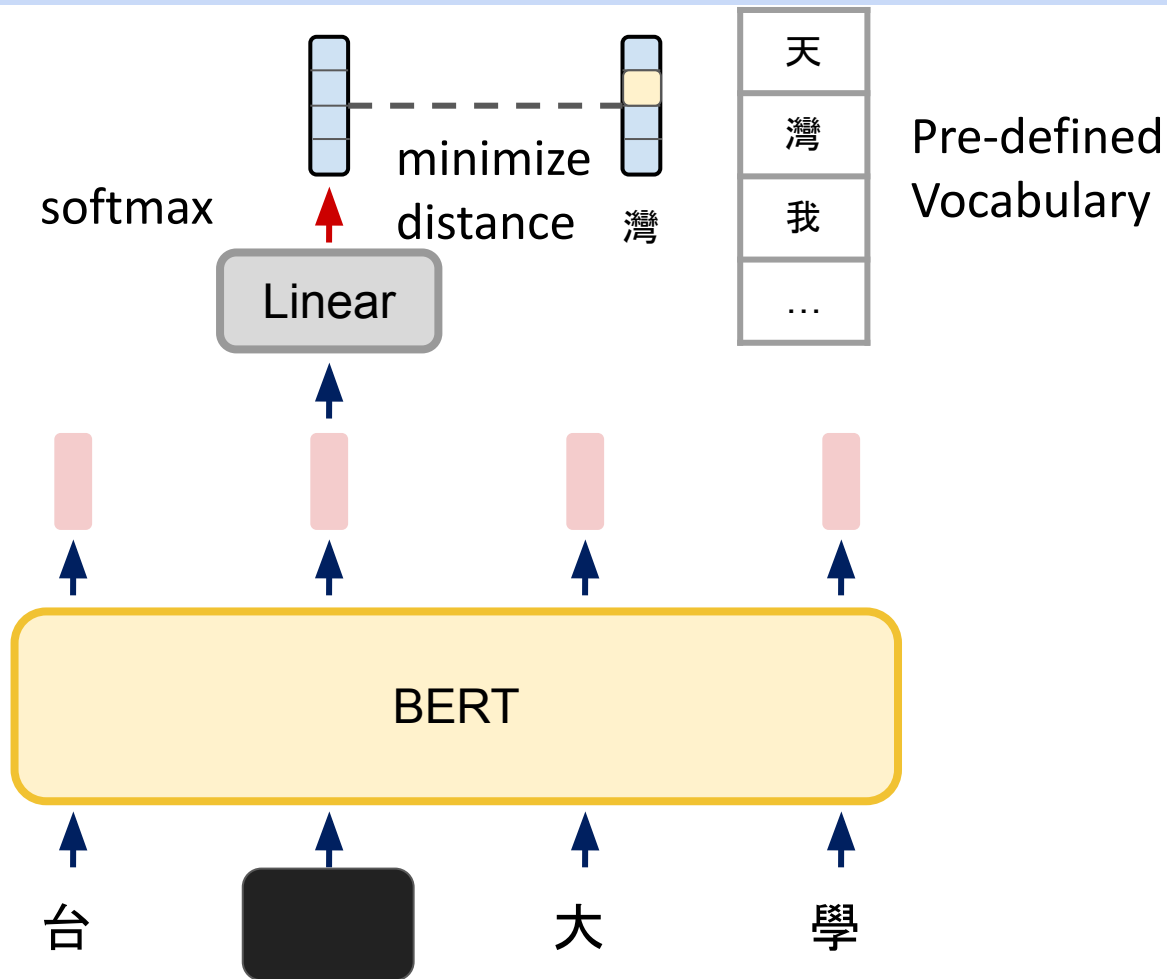 天
灣
我
…
Pre-defined
Vocabulary
softmax
minimize
distance
灣
Linear
BERT
台
大
學